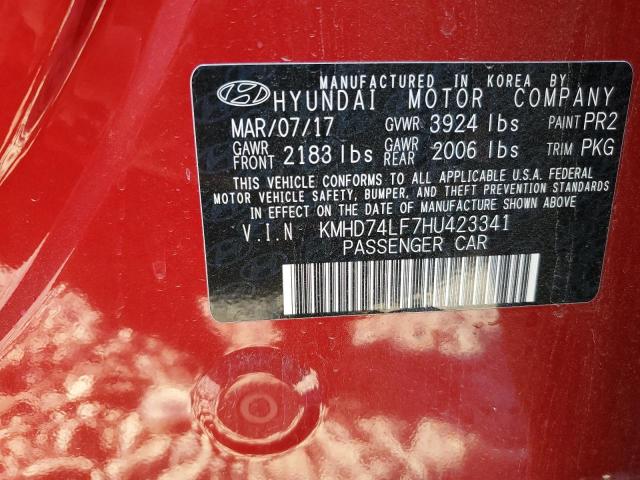 MANUFACTURED IN KOREA BY
HYUNDAI MOTOR COMPANY
MAR/07/17 GVWR 3924 lbs PAINT PR2
GAWR FRONT 2183 lbs GAWR REAR 2006 lbs TRIM PKG
THIS VEHICLE CONFORMS TO ALL APPLICABLE U.S.A. FEDERAL
MOTOR VEHICLE SAFETY, BUMPER, AND THEFT PREVENTION STANDARDS
IN EFFECT ON THE DATE OF MANUFACTURE SHOWN ABOVE.
V.I.N KMHD74LF7HU423341
PASSENGER CAR